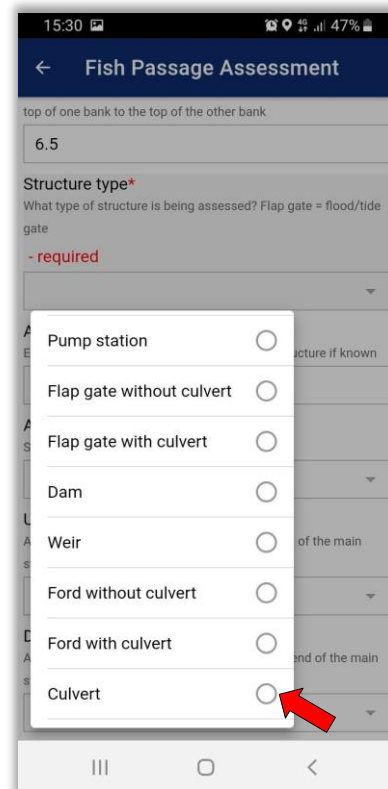 15:30 4G 47%
Fish Passage Assessment
top of one bank to the top of the other bank
6.5
Structure type*
What type of structure is being assessed? Flap gate = flood/tide
gate
- required
Pump station
ucture if known
Flap gate without culvert
Flap gate with culvert
Dam
Weir
of the main
Ford without culvert
Ford with culvert
end of the main
Culvert